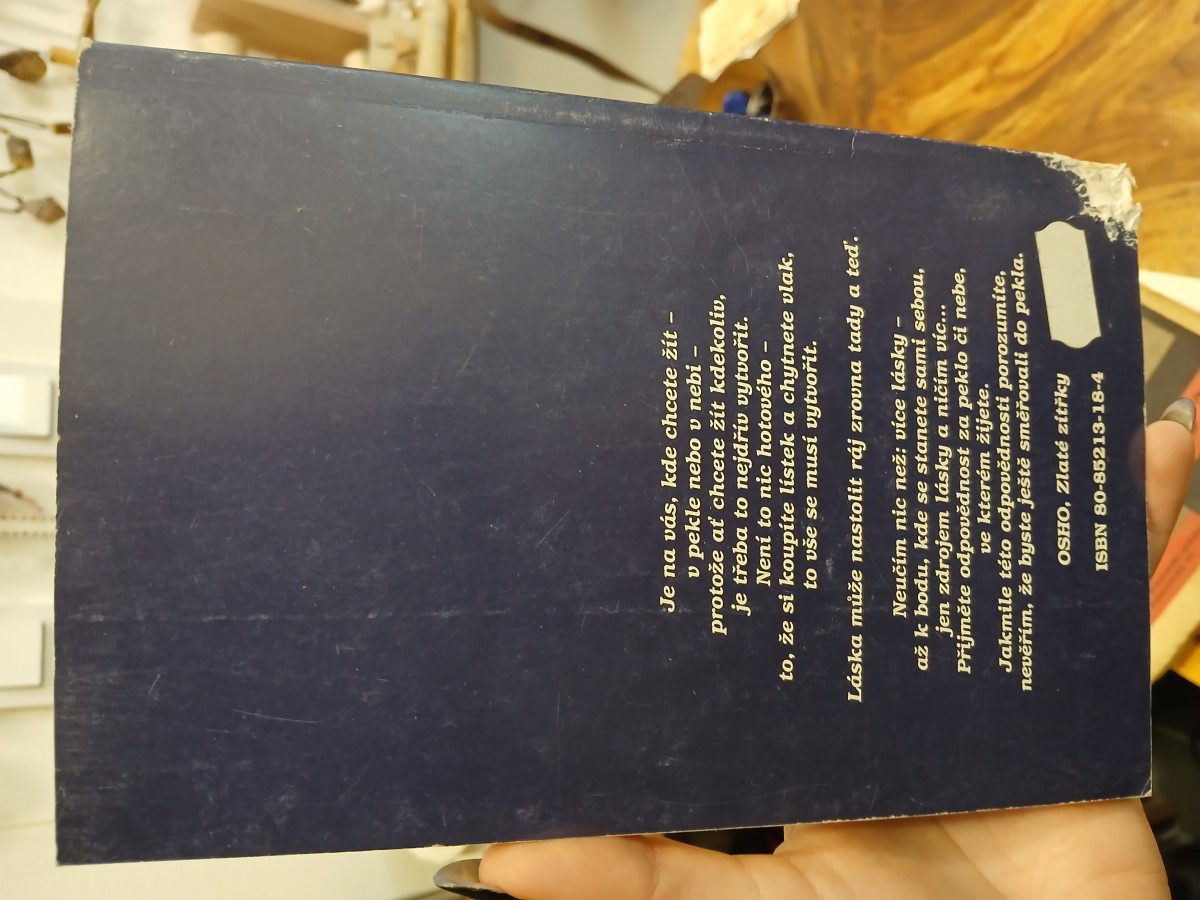 Je na vás, kde chcete žít –
v pekle nebo v nebi –
protože ať chcete žít kdekoliv,
je třeba to nejdřív vytvořit.
Není to nic hotového –
to, že si koupíte lístek a chytnete vlak,
to vše se musí vytvořit.
Láska může nastolit ráj zrovna tady a teď.
Neučím nic než: více lásky –
až k bodu, kde se stanete sami sebou,
jen zdrojem lásky a ničím víc...
Přijměte odpovědnost za peklo či nebe,
ve kterém žijete.
Jakmile této odpovědnosti porozumíte,
nevěřím, že byste ještě směřovali do pekla.
OSHO, Zlaté zítřky
ISBN 80-85213-18-4